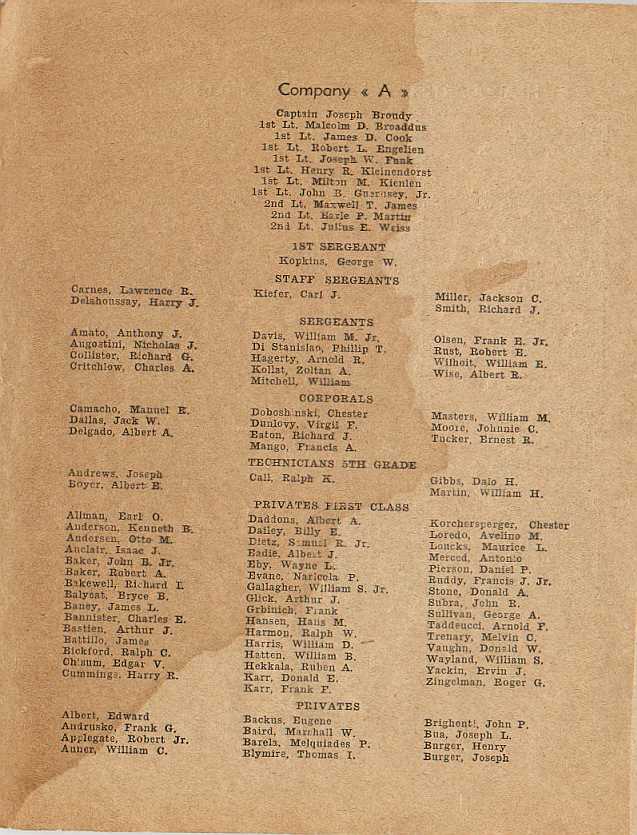 Company « A »
Captain Joseph Broudy
1st Lt. Malcolm D. Broaddus
1st Lt. James D. Cook
1st Lt. Robert L. Engelien
1st Lt. Joseph W. Funk
1st Lt. Henry R. Kleinendorst
1st Lt. Milton M. Kienlen
1st Lt. John B. Guernsey, Jr.
2nd Lt. Maxwell T. James
2nd Lt. Earle P. Martin
2nd Lt. Julius E. Weiss
1ST SERGEANT
Kopkins, George W.
STAFF SERGEANTS
Carnes, Lawrence R.
Delahoussay, Harry J.
Kiefer, Carl J.
Miller, Jackson C.
Smith, Richard J.
SERGEANTS
Amato, Anthony J.
Augostini, Nicholas J.
Collister, Richard G.
Critchlow, Charles A.
Davis, William M. Jr.
Di Stanislao, Phillip T.
Hagerty, Arnold R.
Kollat, Zoltan A.
Mitchell, William
Olsen, Frank E. Jr.
Rust, Robert E.
Wilhoit, William E.
Wise, Albert R.
CORPORALS
Camacho, Manuel E.
Dallas, Jack W.
Delgado, Albert A.
Doboshinski, Chester
Dunlovy, Virgil F.
Eaton, Richard J.
Mango, Francis A.
Masters, William M.
Moore, Johnnie C.
Tucker, Ernest R.
TECHNICIANS 5TH GRADE
Andrews, Joseph
Boyer, Albert E.
Call, Ralph K.
Gibbs, Dalo H.
Martin, William H.
PRIVATES FIRST CLASS
Allman, Earl O.
Anderson, Kenneth B.
Andersen, Otto M.
Auclair, Isaac J.
Baker, John B. Jr.
Baker, Robert A.
Bakewell, Richard I.
Balyeat, Bryce B.
Baney, James L.
Bannister, Charles E.
Bastien, Arthur J.
Battillo, James
Bickford, Ralph C.
Chisum, Edgar V.
Cummings, Harry R.
Daddona, Albert A.
Dailey, Billy E.
Dietz, Samuel R. Jr.
Eadie, Albert J.
Eby, Wayne L.
Evane, Naricola P.
Gallagher, William S. Jr.
Glick, Arthur J.
Grbinich, Frank
Hansen, Hans M.
Harmon, Ralph W.
Harris, William D.
Hatten, William B.
Hekkala, Ruben A.
Karr, Donald E.
Karr, Frank F.
Korchersperger, Chester
Loredo, Avelino M.
Loucks, Maurice L.
Merced, Antonio
Pierson, Daniel P.
Ruddy, Francis J. Jr.
Stone, Donald A.
Subra, John R.
Sullivan, George A.
Taddeucci, Arnold F.
Trenary, Melvin C.
Vaughn, Donald W.
Wayland, William S.
Yackin, Ervin J.
Zingelman, Roger G.
PRIVATES
Albert, Edward
Andrusko, Frank G.
Applegate, Robert Jr.
Auner, William C.
Backus, Eugene
Baird, Marshall W.
Barela, Melquiades P.
Blymire, Thomas I.
Brighenti, John P.
Bua, Joseph L.
Burger, Henry
Burger, Joseph